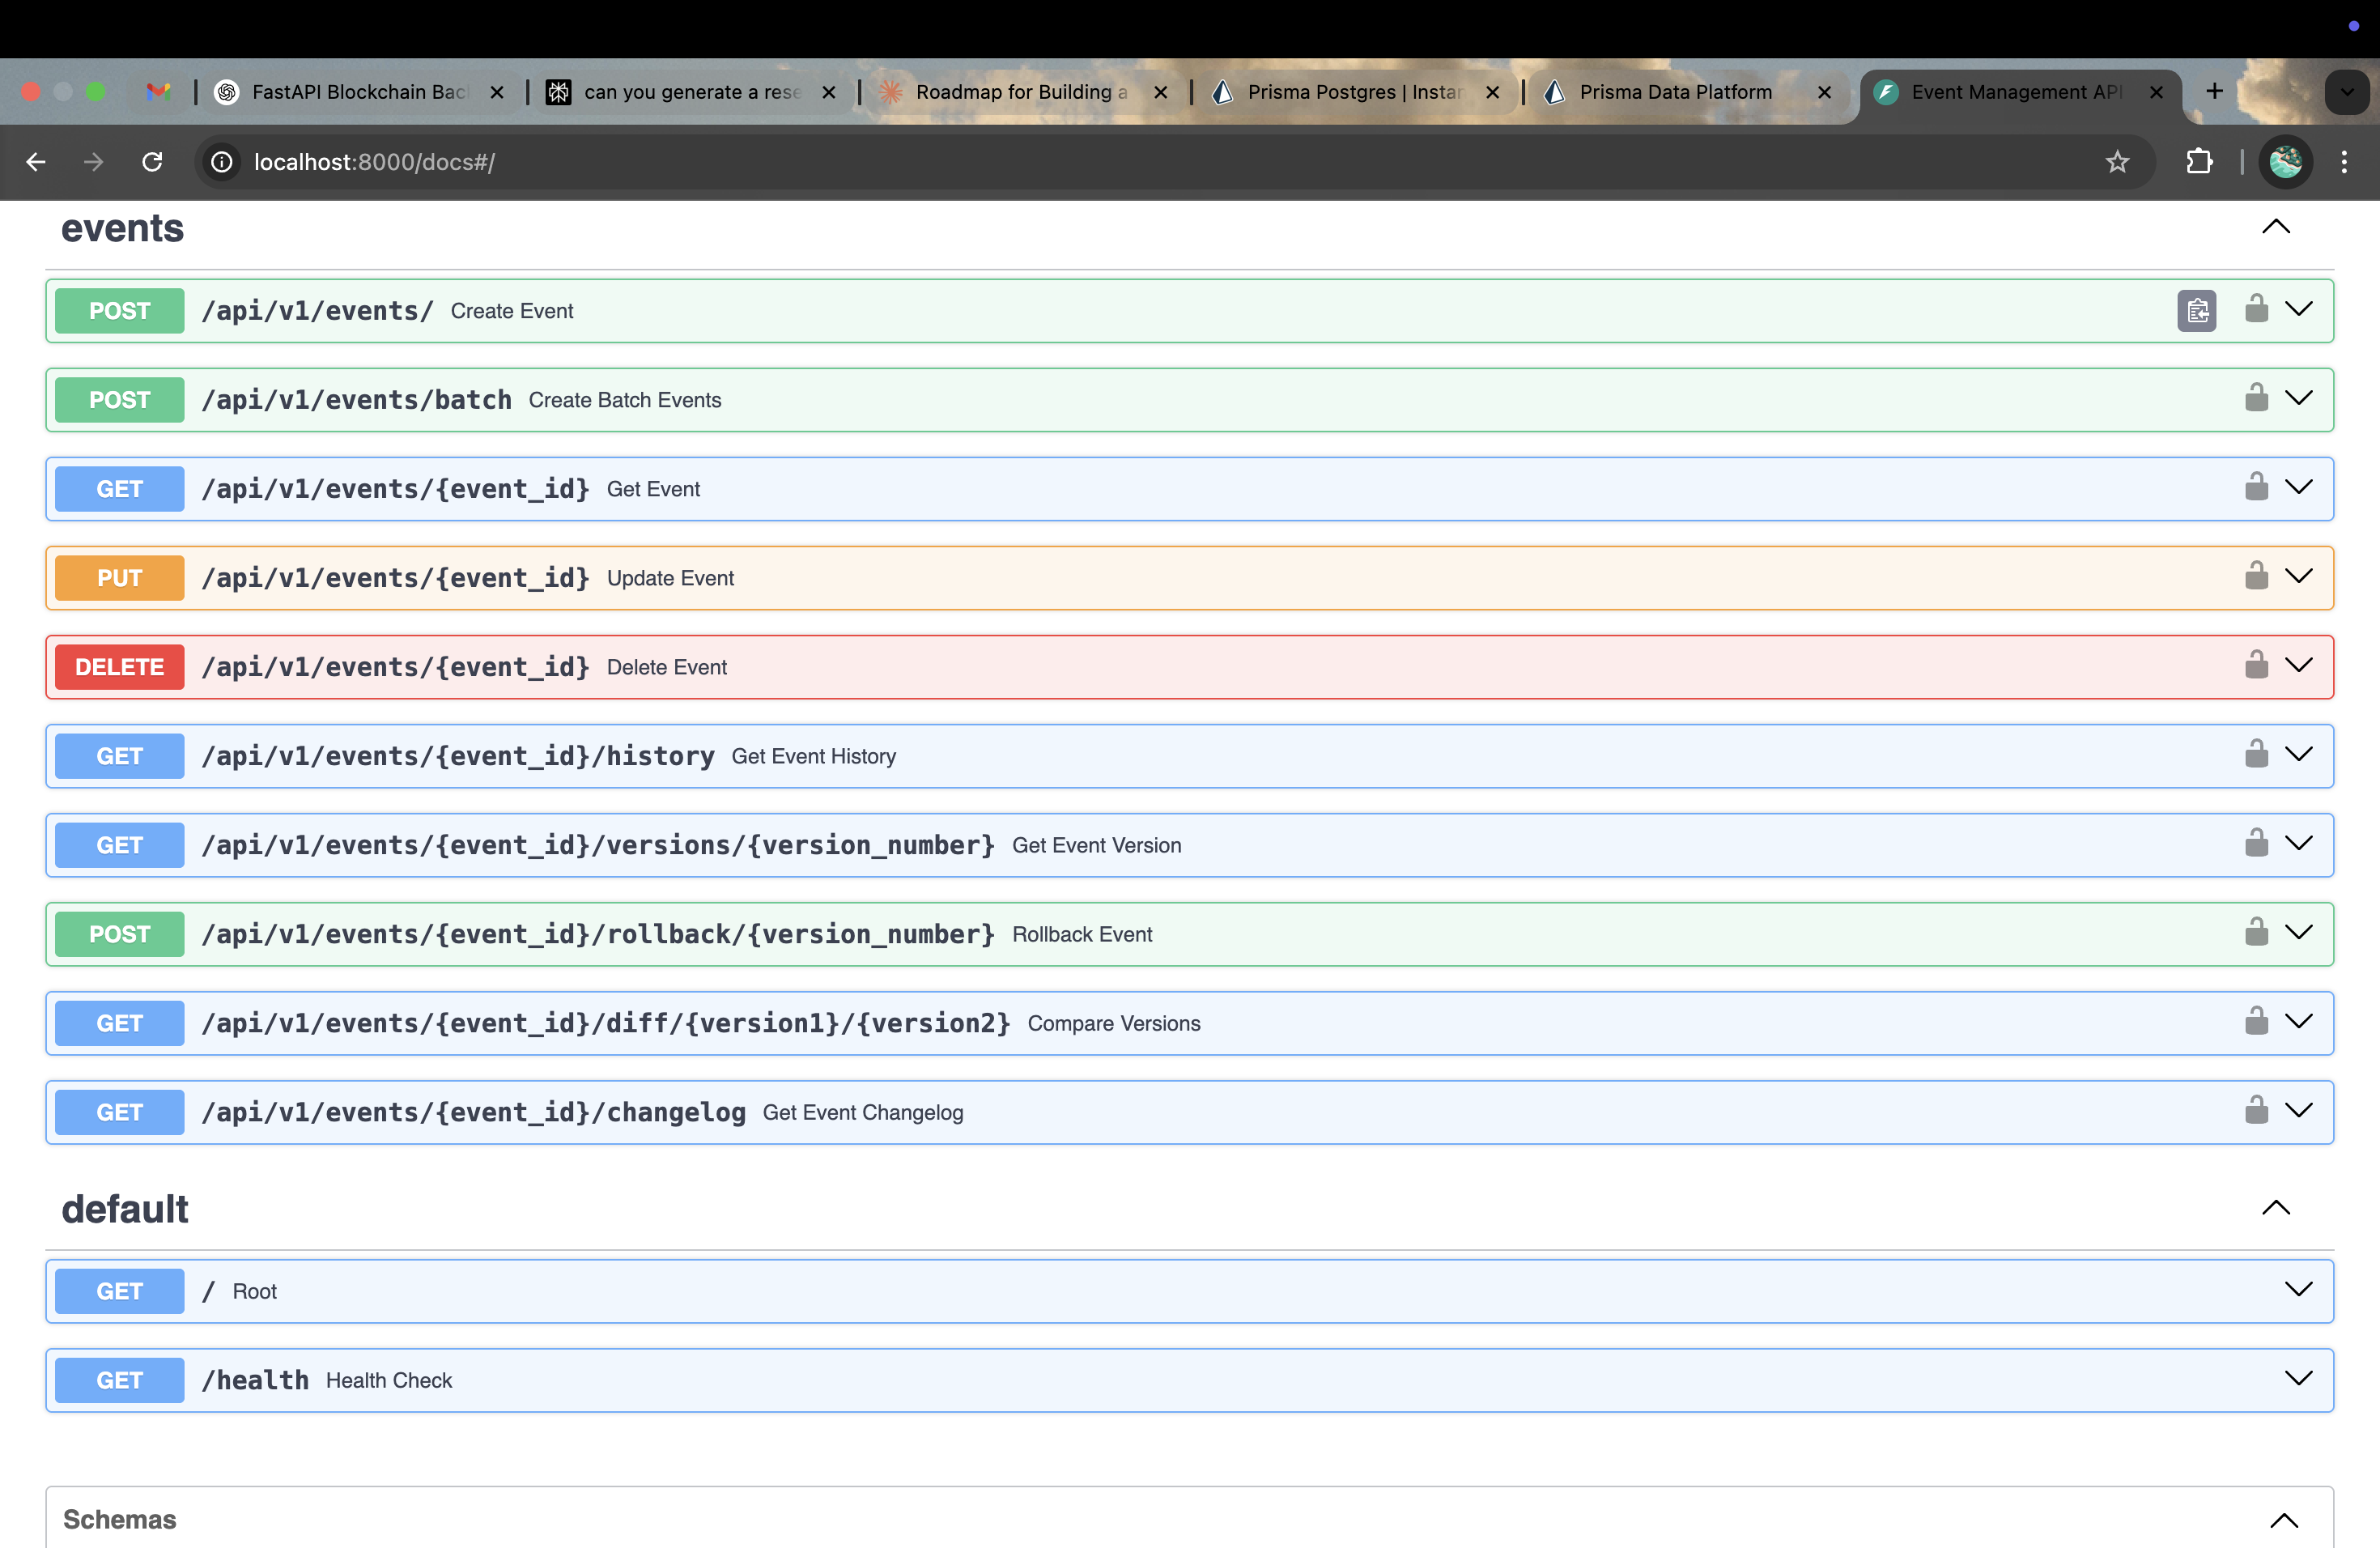 FastAPI Blockchain Bac
can you generate a rese
Roadmap for Building a
Prisma Postgres | Instan
Prisma Data Platform
Event Management API
localhost:8000/docs#/
events
POST /api/v1/events/ Create Event
POST /api/v1/events/batch Create Batch Events
GET /api/v1/events/{event_id} Get Event
PUT /api/v1/events/{event_id} Update Event
DELETE /api/v1/events/{event_id} Delete Event
GET /api/v1/events/{event_id}/history Get Event History
GET /api/v1/events/{event_id}/versions/{version_number} Get Event Version
POST /api/v1/events/{event_id}/rollback/{version_number} Rollback Event
GET /api/v1/events/{event_id}/diff/{version1}/{version2} Compare Versions
GET /api/v1/events/{event_id}/changelog Get Event Changelog
default
GET / Root
GET /health Health Check
Schemas